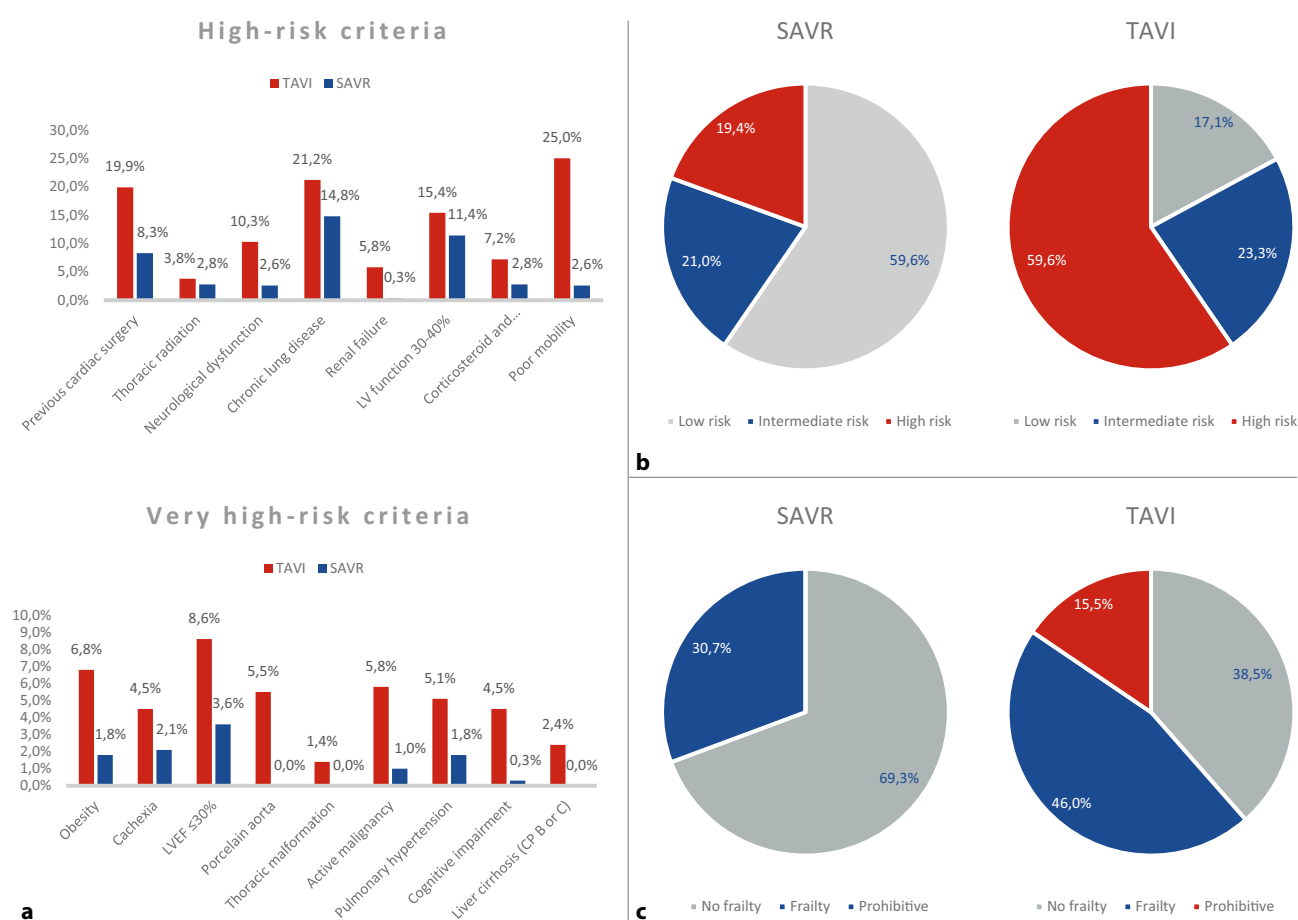 High-risk criteria
TAVI SAVR
30,0%
25,0%
20,0%
15,0%
10,0%
5,0%
0,0%
19,9%
8,3%
3,8%
2,8%
10,3%
2,6%
21,2%
14,8%
5,8%
0,3%
15,4%
11,4%
7,2%
2,8%
25,0%
2,6%
Previous cardiac surgery
Thoracic radiation
Neurological dysfunction
Chronic lung disease
Renal failure
LV function 30-40%
Corticosteroid and...
Poor mobility
Very high-risk criteria
TAVI SAVR
10,0%
9,0%
8,0%
7,0%
6,0%
5,0%
4,0%
3,0%
2,0%
1,0%
0,0%
6,8%
1,8%
4,5%
2,1%
8,6%
3,6%
5,5%
0,0%
1,4%
0,0%
5,8%
1,0%
5,1%
1,8%
4,5%
0,3%
2,4%
0,0%
Obesity
Cachexia
LVEF ≤30%
Porcelain aorta
Thoracic malformation
Active malignancy
Pulmonary hypertension
Cognitive impairment
Liver cirrhosis (CP B or C)
a
SAVR
19,4%
21,0%
59,6%
Low risk Intermediate risk High risk
TAVI
17,1%
59,6%
23,3%
Low risk Intermediate risk High risk
b
SAVR
30,7%
69,3%
No frailty Frailty Prohibitive
TAVI
15,5%
38,5%
46,0%
No frailty Frailty Prohibitive
c